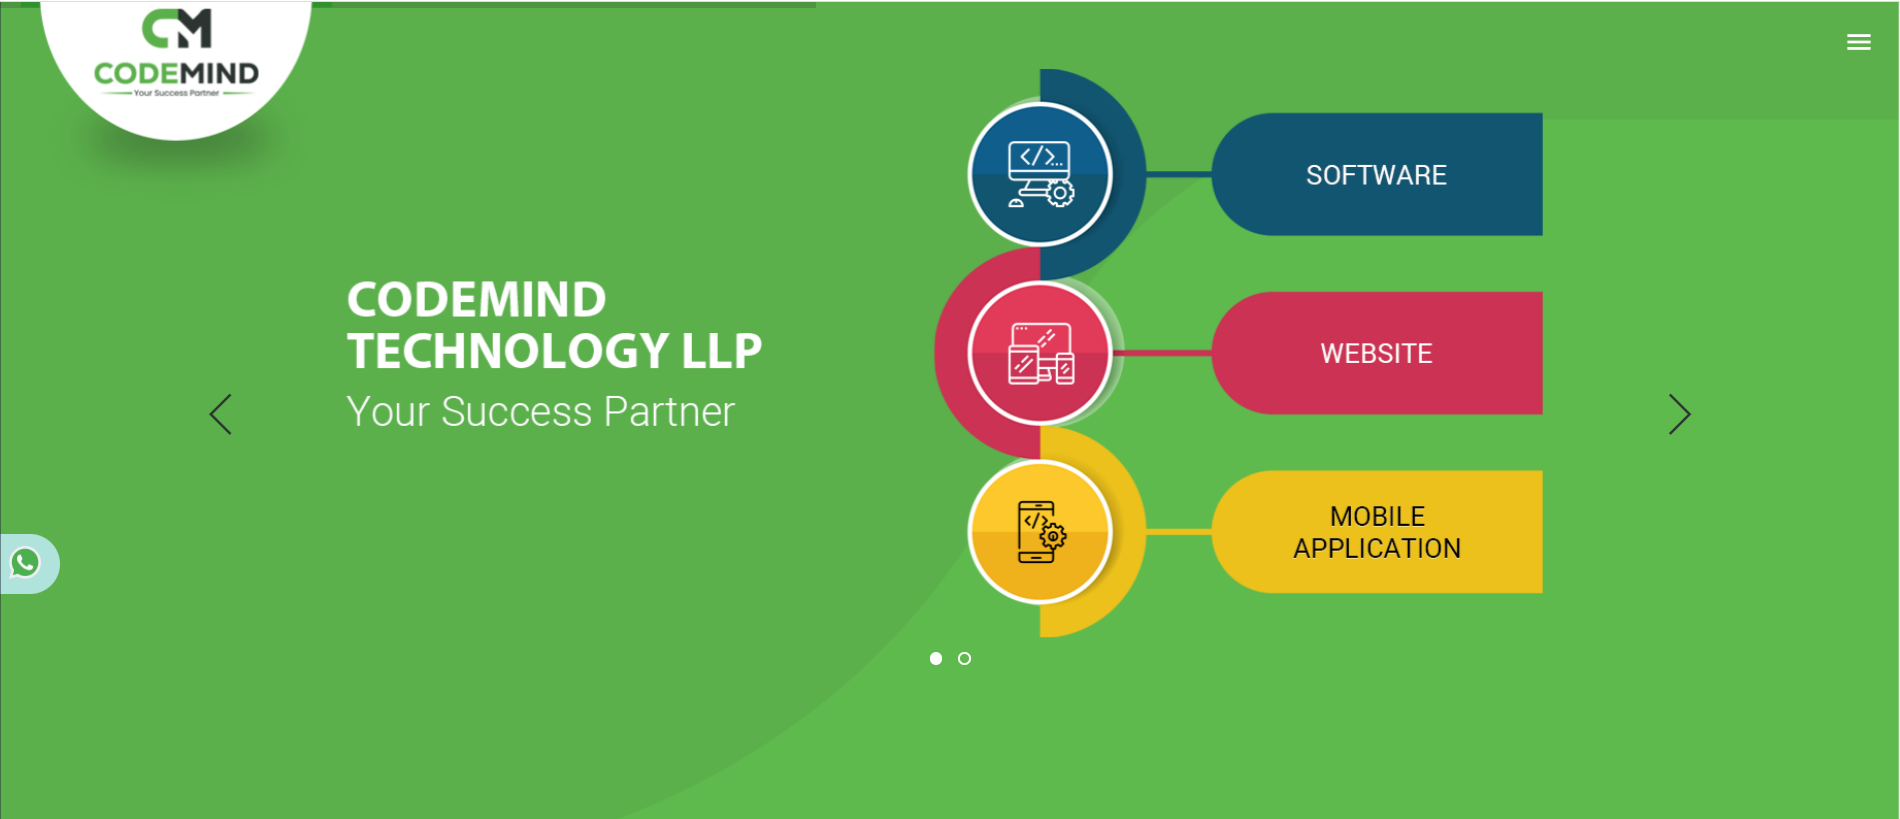 CM
CODEMIND
Your Success Partner
CODEMIND
TECHNOLOGY LLP
Your Success Partner
</>...
SOFTWARE
WEBSITE
</>
MOBILE
APPLICATION